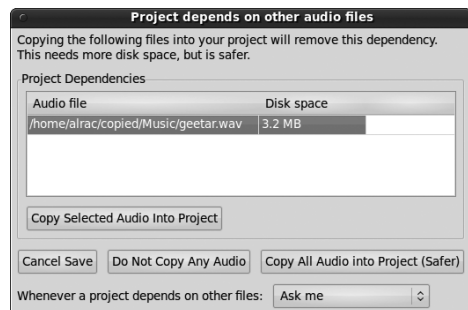 Project depends on other audio files
Copying the following files into your project will remove this dependency.
This needs more disk space, but is safer.
Project Dependencies
Audio file Disk space
/home/alrac/copied/Music/geetar.wav 3.2 MB
Copy Selected Audio Into Project
Cancel Save Do Not Copy Any Audio Copy All Audio into Project (Safer)
Whenever a project depends on other files: Ask me